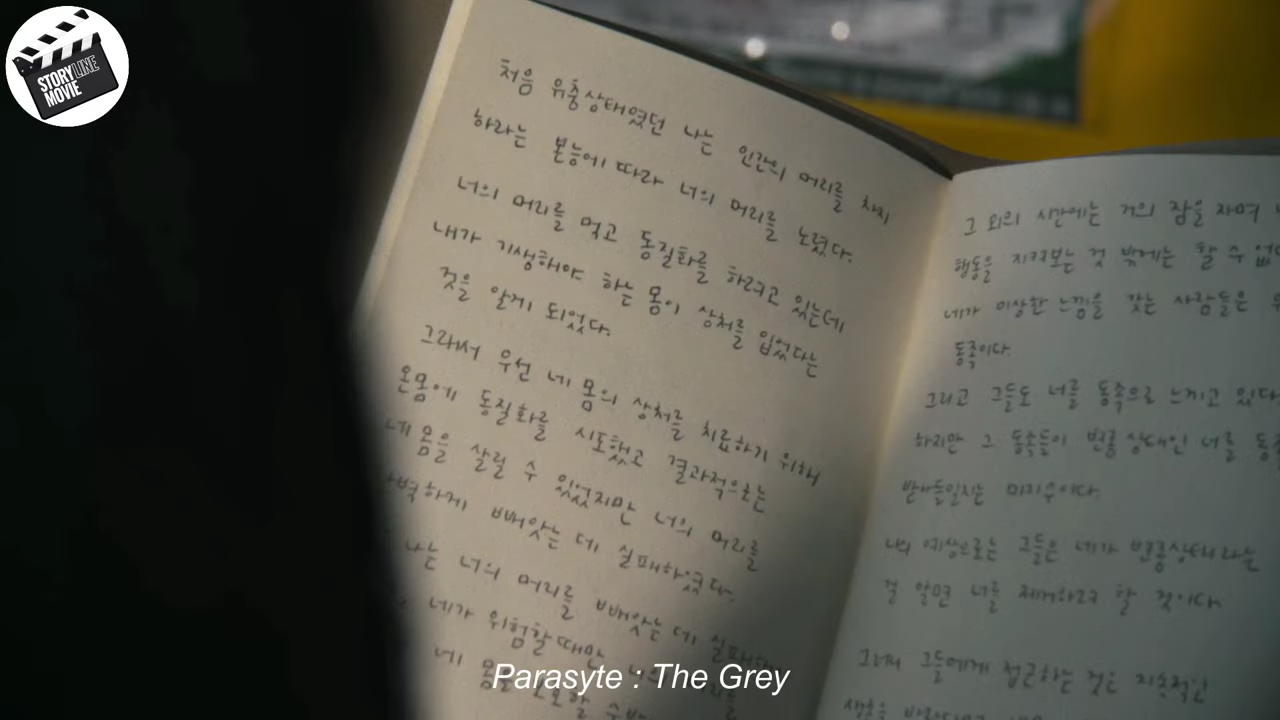 STORYLINE
MOVIE
처음 유충상태였던 나는 인간의 머리를 차지
하라는 본능에 따라 너의 머리를 노렸다.
너의 머리를 먹고 동질화를 하려고 있는데
내가 기생해야 하는 몸이 상처를 입었다는
것을 알게 되었다.
그래서 우선 네 몸의 상처를 치료하기 위해
온몸에 동질화를 시도했고 결과적으로는
네 몸을 살릴 수 있었지만 너의 머리를
하게 빼앗는 데 실패하였다.
나는 너의 머리를 빼앗는 데
네가 위험할때만
네 몸을
그 외의 시간에는 거의 잠을 자며
행동을 지켜보는 것 밖에는 할 수
네가 이상한 느낌을 갖는 사람들은
동족이다.
그리고 그들도 너를 동족으로 느끼고 있다
하지만 그 동족들이 변종상태인 너를
받아들일지는 미지수이다.
나의 예상으로는 그들은 네가 변종상태라는
걸 알면 너를 제거하려 할 것이다.
그래서 그들에게 접근하는 것은 지속적인
Parasyte : The Grey